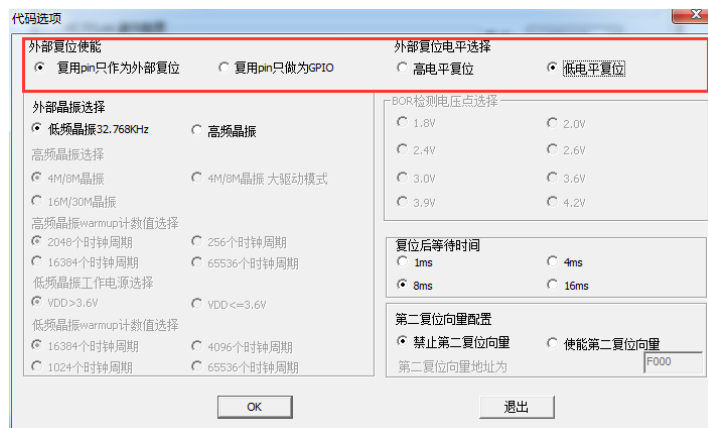 代码选项
外部复位使能
复用pin只作为外部复位
复用pin只做为GPIO
外部复位电平选择
高电平复位
低电平复位
外部晶振选择
低频晶振32.768KHz
高频晶振
高频晶振选择
4M/8M晶振
4M/8M晶振 大驱动模式
16M/30M晶振
高频晶振warmup计数值选择
2048个时钟周期
256个时钟周期
16384个时钟周期
65536个时钟周期
低频晶振工作电源选择
VDD>3.6V
VDD<=3.6V
低频晶振warmup计数值选择
16384个时钟周期
4096个时钟周期
1024个时钟周期
65536个时钟周期
BOR检测电压点选择
1.8V
2.0V
2.4V
2.6V
3.0V
3.6V
3.9V
4.2V
复位后等待时间
1ms
4ms
8ms
16ms
第二复位向量配置
禁止第二复位向量
使能第二复位向量
第二复位向量地址为
F000
OK
退出